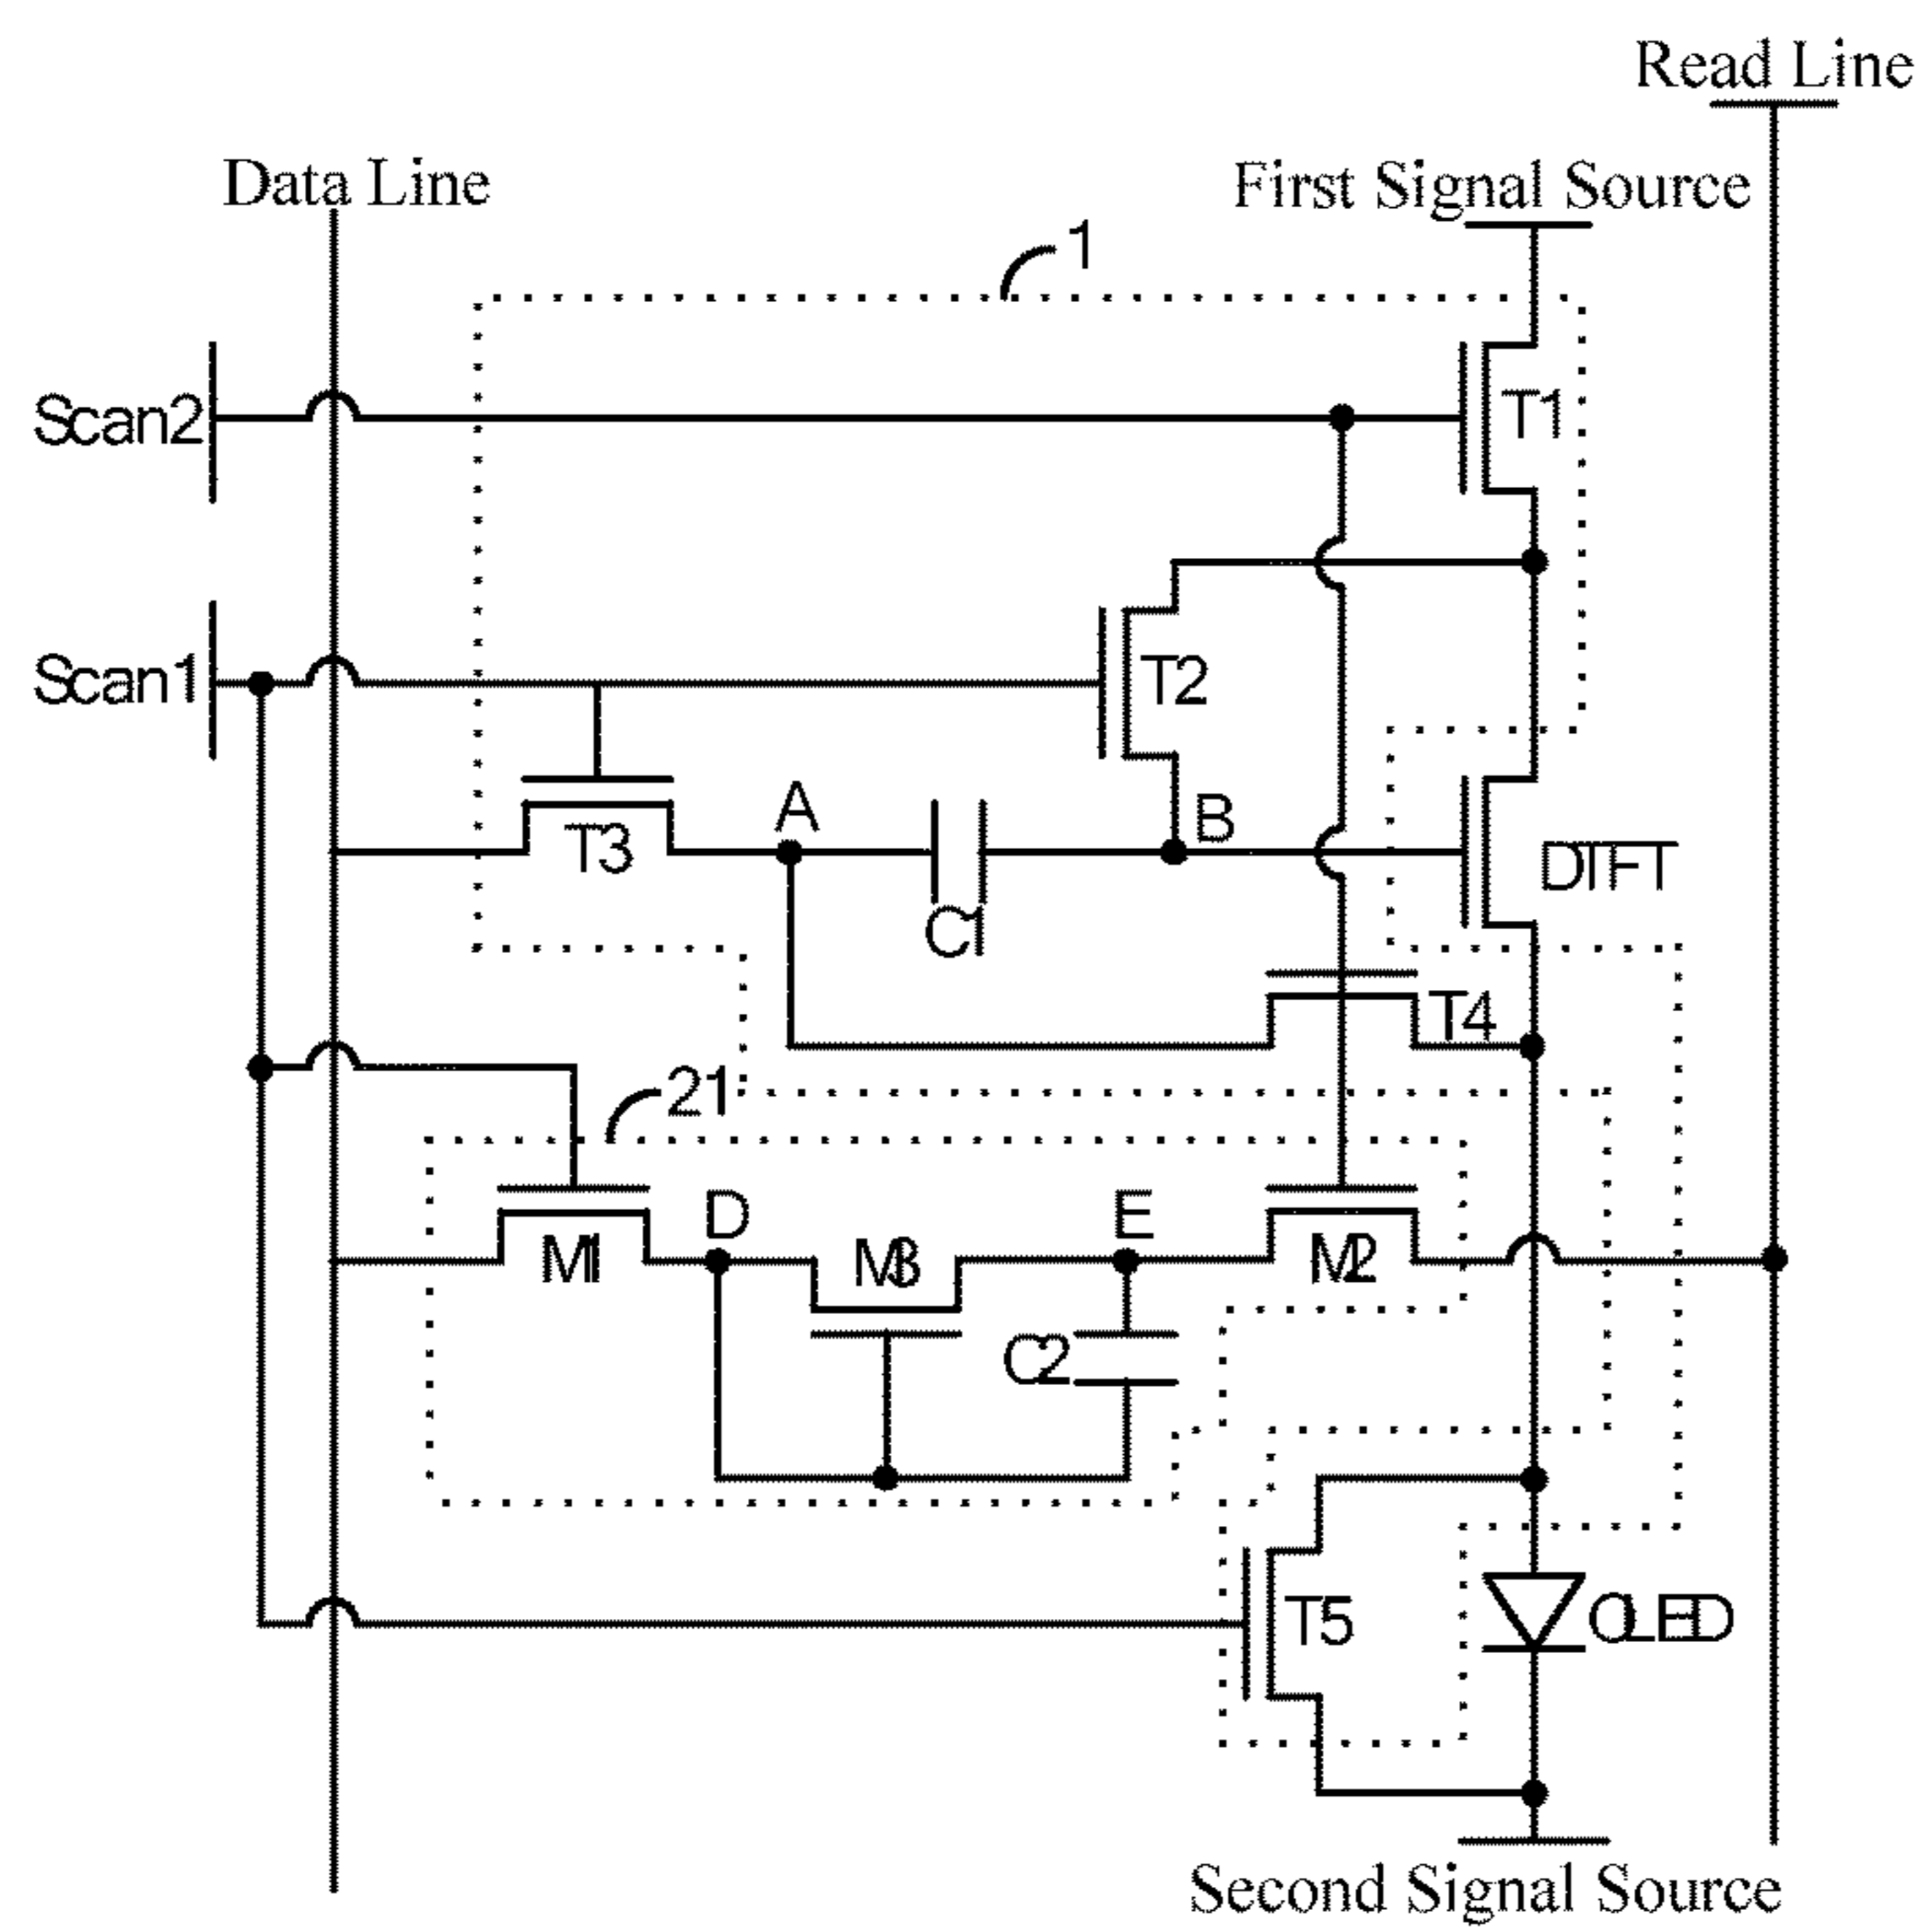 Read Line
Data Line
First Signal Source
1
Scan2
T1
Scan1
T2
A
B
T3
DTFT
C1
T4
21
D
E
M1
M3
M2
C2
T5
OLED
Second Signal Source